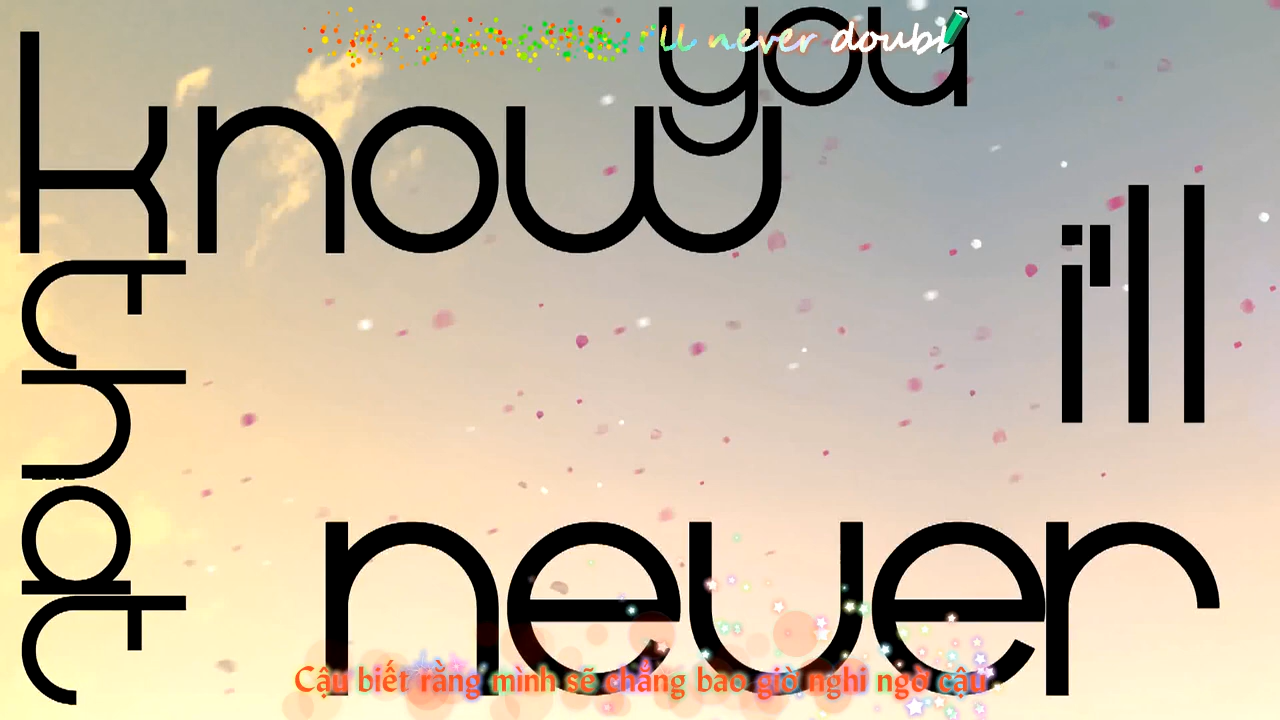 'll never doubt
you
know
that
i'll
never
Cậu biết rằng mình sẽ chẳng bao giờ nghi ngờ cậu